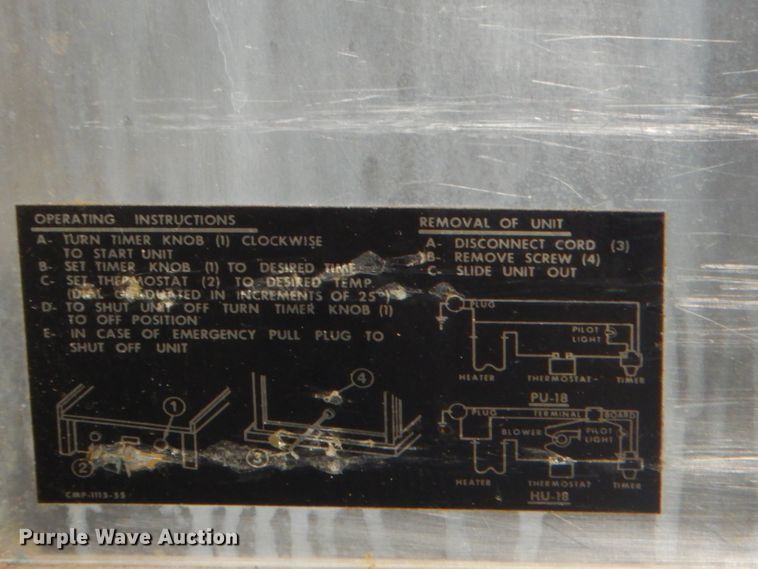 OPERATING INSTRUCTIONS
A- TURN TIMER KNOB (1) CLOCKWISE
TO START UNIT
B- SET TIMER KNOB (1) TO DESIRED TIME
C- SET THERMOSTAT (2) TO DESIRED TEMP.
(DIAL GRADUATED IN INCREMENTS OF 25°)
D- TO SHUT UNIT OFF TURN TIMER KNOB (1)
TO OFF POSITION
E- IN CASE OF EMERGENCY PULL PLUG TO
SHUT OFF UNIT
REMOVAL OF UNIT
A- DISCONNECT CORD (3)
B- REMOVE SCREW (4)
C- SLIDE UNIT OUT
PLUG
PILOT
LIGHT
HEATER THERMOSTAT TIMER
PU-18
PLUG TERMINAL BOARD
BLOWER PILOT
LIGHT
HEATER THERMOSTAT TIMER
HU-18
1
2
3
4
CMP-1115-55
Purple Wave Auction